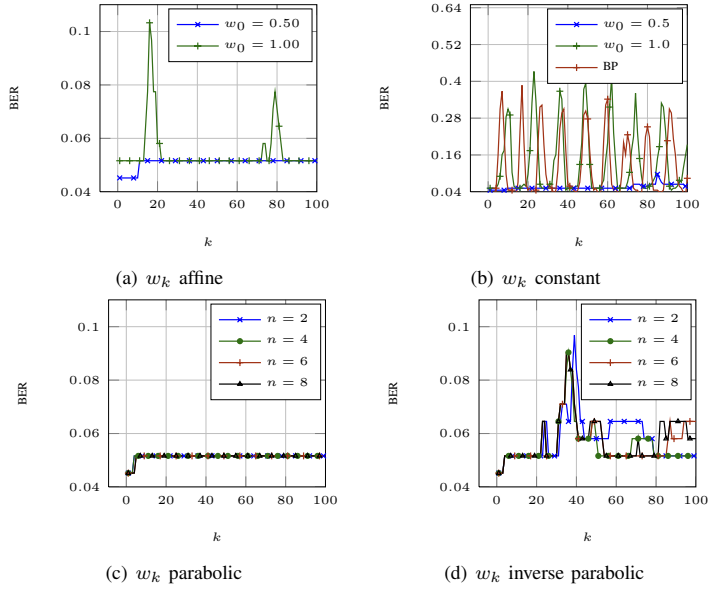 w₀ = 0.50
w₀ = 1.00
0.1
0.08
0.06
0.04
BER
0 20 40 60 80 100
k
(a) wₖ affine
w₀ = 0.5
w₀ = 1.0
BP
0.64
0.52
0.4
0.28
0.16
0.04
BER
0 20 40 60 80 100
k
(b) wₖ constant
n = 2
n = 4
n = 6
n = 8
0.1
0.08
0.06
0.04
BER
0 20 40 60 80 100
k
(c) wₖ parabolic
n = 2
n = 4
n = 6
n = 8
0.1
0.08
0.06
0.04
BER
0 20 40 60 80 100
k
(d) wₖ inverse parabolic